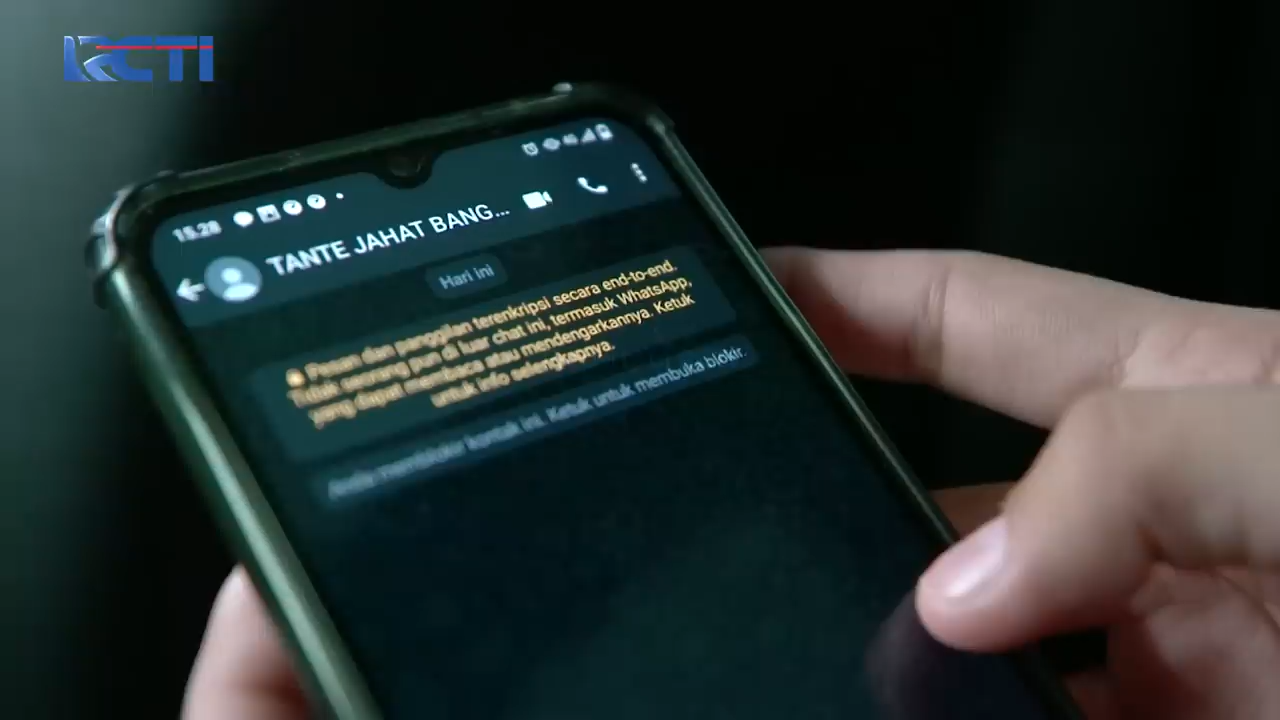 RCTI
15.28
TANTE JAHAT BANG...
Hari ini
Pesan dan panggilan terenkripsi secara end-to-end.
Tidak seorang pun di luar chat ini, termasuk WhatsApp,
yang dapat membaca atau mendengarkannya. Ketuk
untuk info selengkapnya.
Anda memblokir kontak ini. Ketuk untuk membuka blokir.